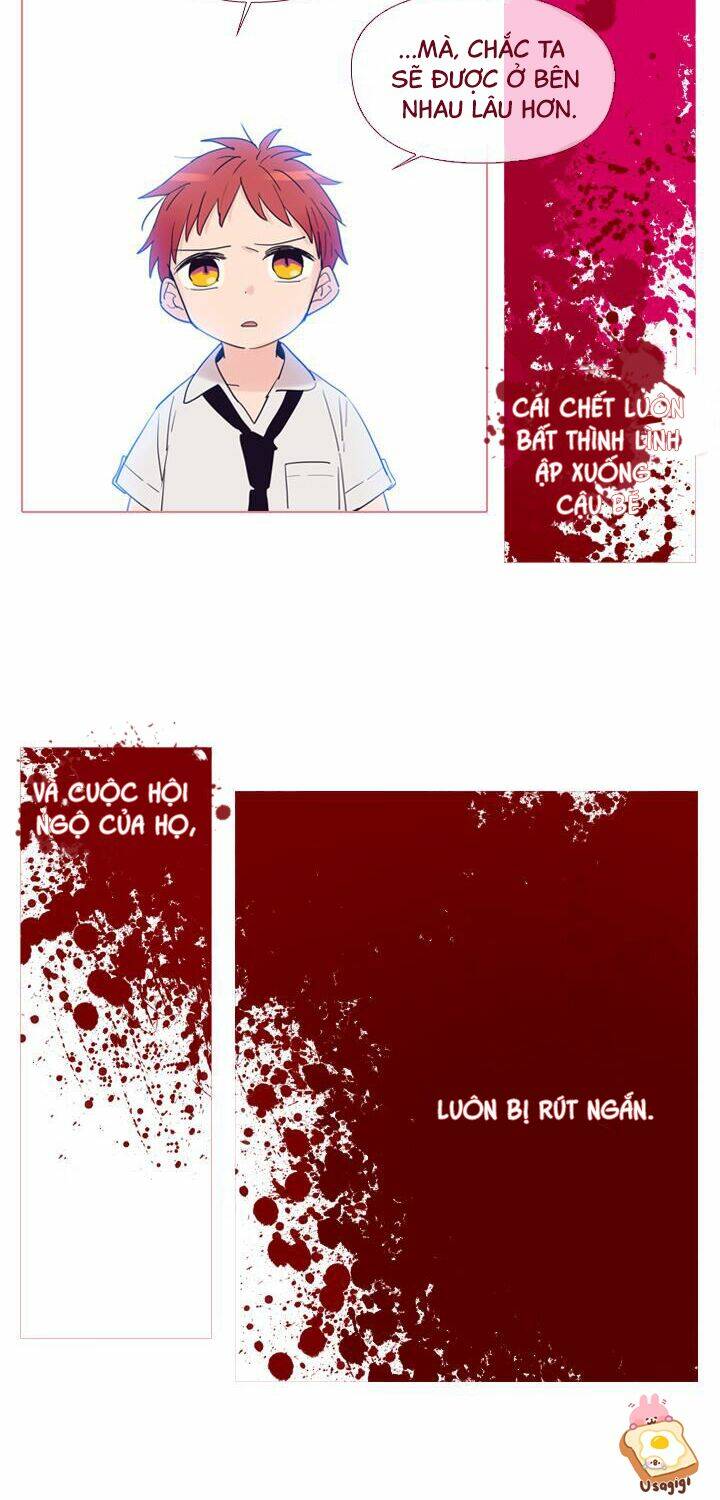 ...MÀ, CHẮC TA
SẼ ĐƯỢC Ở BÊN
NHAU LÂU HƠN.
CÁI CHẾT LUÔN
BẤT THÌNH LÌNH
ẬP XUỐNG
CẬU BÉ
VÀ CUỘC HỘI
NGỘ CỦA HỌ,
LUÔN BỊ RÚT NGẮN.
Usagigi